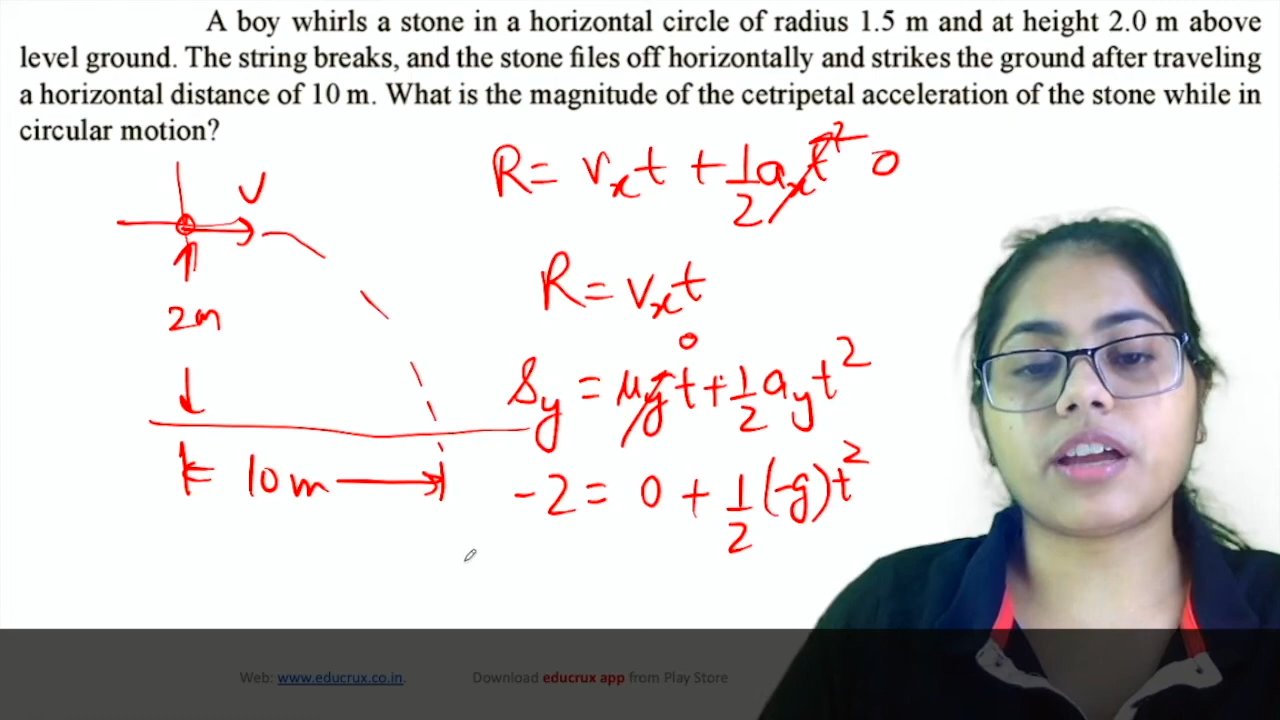 A boy whirls a stone in a horizontal circle of radius 1.5 m and at height 2.0 m above
level ground. The string breaks, and the stone files off horizontally and strikes the ground after traveling
a horizontal distance of 10 m. What is the magnitude of the cetripetal acceleration of the stone while in
circular motion?
R = vₓt + 1/2 aₓt² 0
V
R = vₓt
2m
0
Sy = uyt + 1/2 ayt²
10m
-2 = 0 + 1/2 (-g)t²
Web: www.educrux.co.in. Download educrux app from Play Store